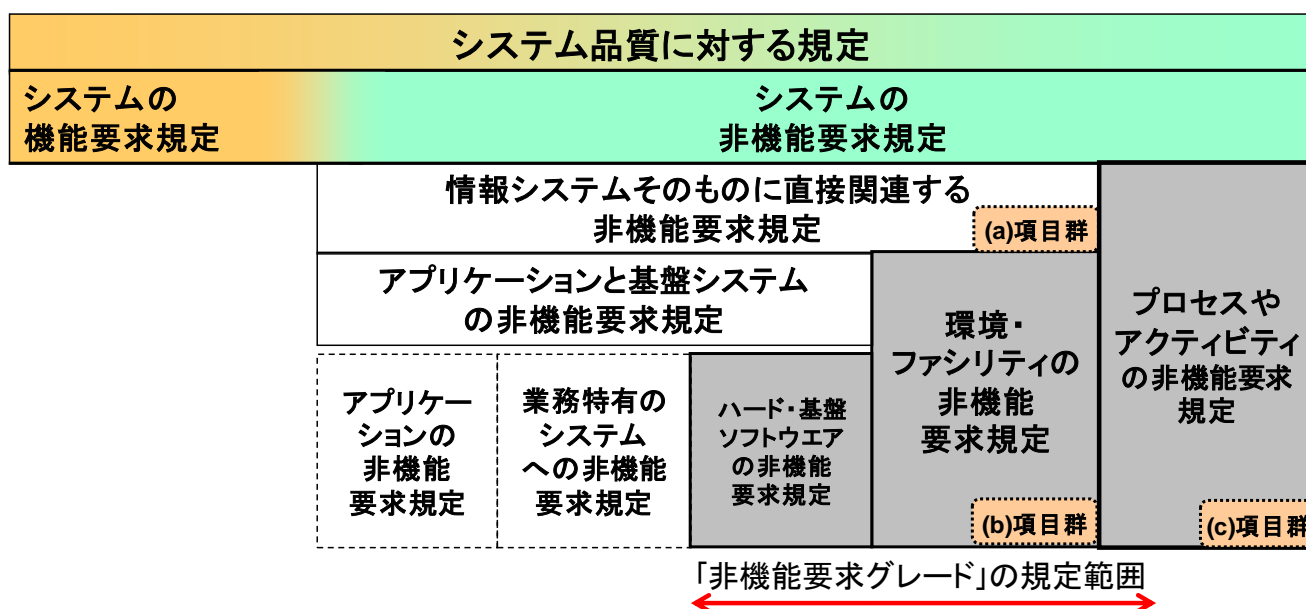 システム品質に対する規定
システムの
機能要求規定
システムの
非機能要求規定
情報システムそのものに直接関連する
非機能要求規定
(a)項目群
アプリケーションと基盤システム
の非機能要求規定
アプリケー
ションの
非機能
要求規定
業務特有の
システム
への非機能
要求規定
ハード・基盤
ソフトウエア
の非機能
要求規定
環境・
ファシリティの
非機能
要求規定
(b)項目群
プロセスや
アクティビティ
の非機能要求
規定
(c)項目群
「非機能要求グレード」の規定範囲